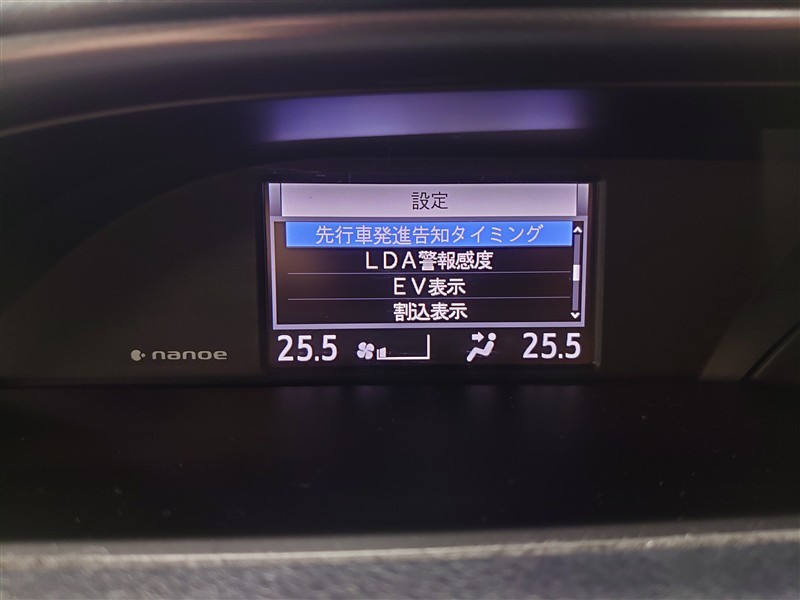 設定
先行車発進告知タイミング
LDA警報感度
EV表示
割込表示
25.5 25.5
nanoe